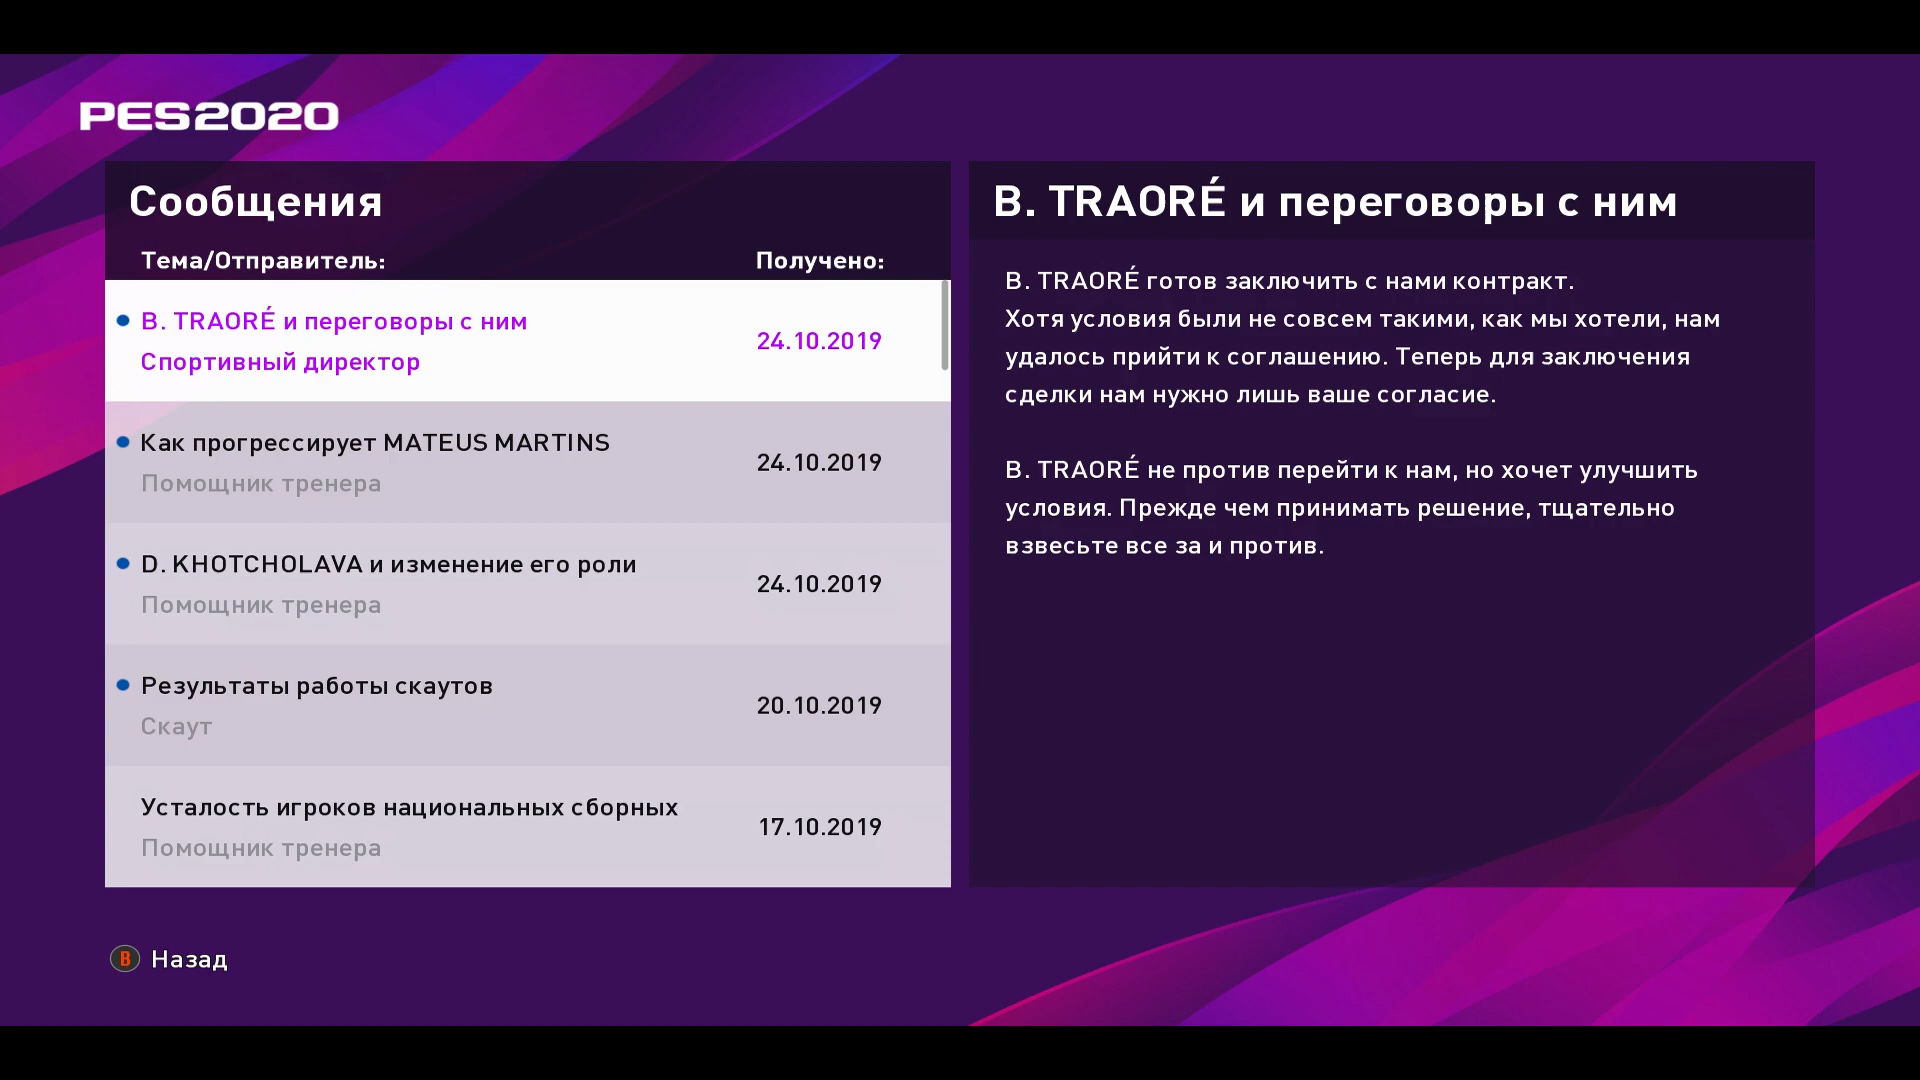 PES2020
Сообщения
Тема/Отправитель:
Получено:
B. TRAORÉ и переговоры с ним
Спортивный директор
24.10.2019
Как прогрессирует MATEUS MARTINS
Помощник тренера
24.10.2019
D. KHOTCHOLAVA и изменение его роли
Помощник тренера
24.10.2019
Результаты работы скаутов
Скаут
20.10.2019
Усталость игроков национальных сборных
Помощник тренера
17.10.2019
B. TRAORÉ и переговоры с ним
B. TRAORÉ готов заключить с нами контракт.
Хотя условия были не совсем такими, как мы хотели, нам
удалось прийти к соглашению. Теперь для заключения
сделки нам нужно лишь ваше согласие.
B. TRAORÉ не против перейти к нам, но хочет улучшить
условия. Прежде чем принимать решение, тщательно
взвесьте все за и против.
B Назад